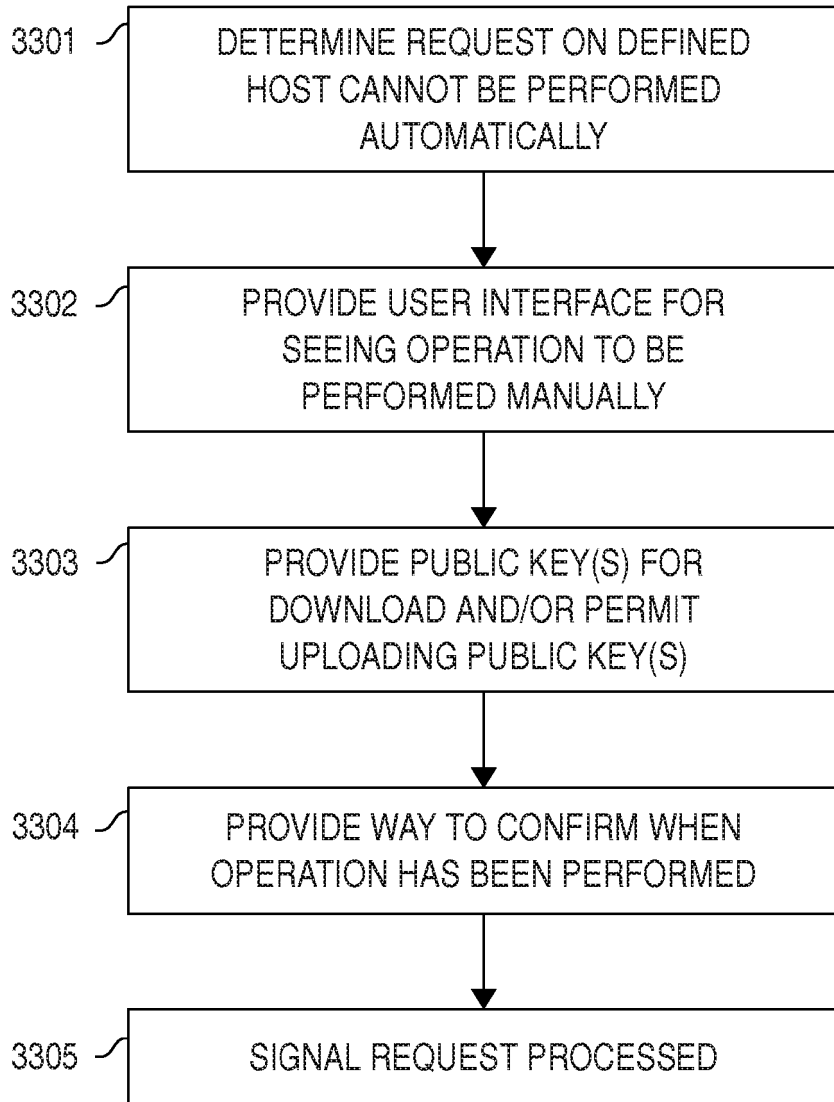 3301
DETERMINE REQUEST ON DEFINED
HOST CANNOT BE PERFORMED
AUTOMATICALLY
3302
PROVIDE USER INTERFACE FOR
SEEING OPERATION TO BE
PERFORMED MANUALLY
3303
PROVIDE PUBLIC KEY(S) FOR
DOWNLOAD AND/OR PERMIT
UPLOADING PUBLIC KEY(S)
3304
PROVIDE WAY TO CONFIRM WHEN
OPERATION HAS BEEN PERFORMED
3305
SIGNAL REQUEST PROCESSED